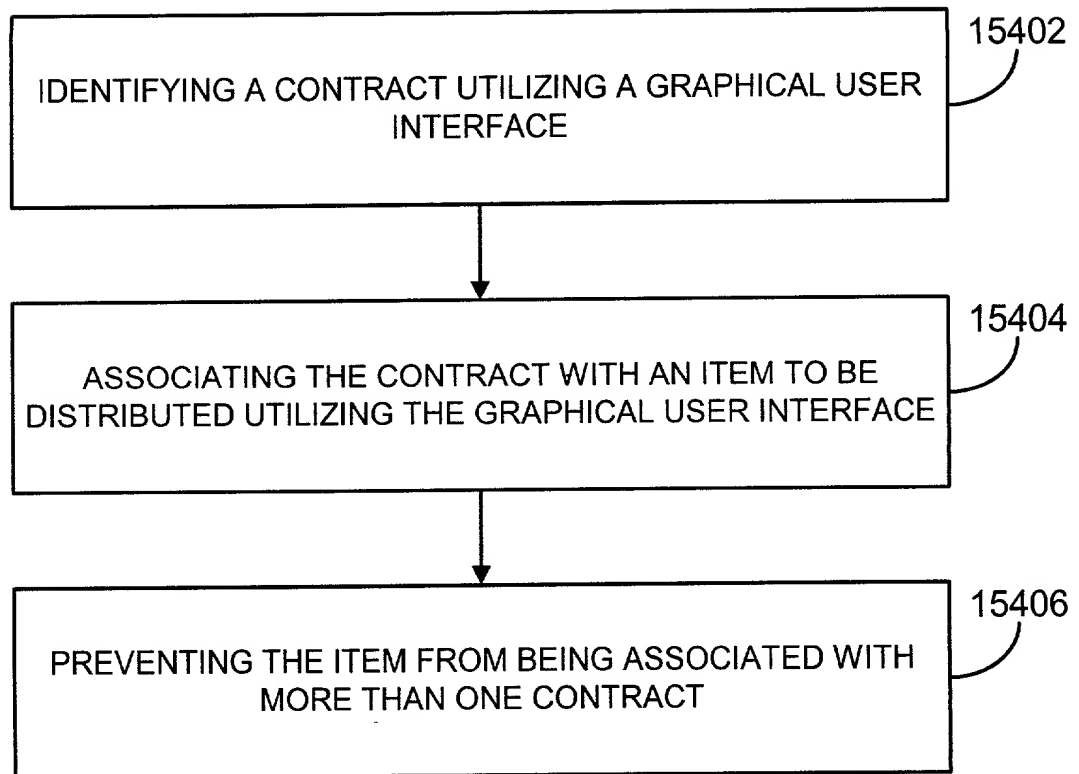 15402
IDENTIFYING A CONTRACT UTILIZING A GRAPHICAL USER
INTERFACE
15404
ASSOCIATING THE CONTRACT WITH AN ITEM TO BE
DISTRIBUTED UTILIZING THE GRAPHICAL USER INTERFACE
15406
PREVENTING THE ITEM FROM BEING ASSOCIATED WITH
MORE THAN ONE CONTRACT